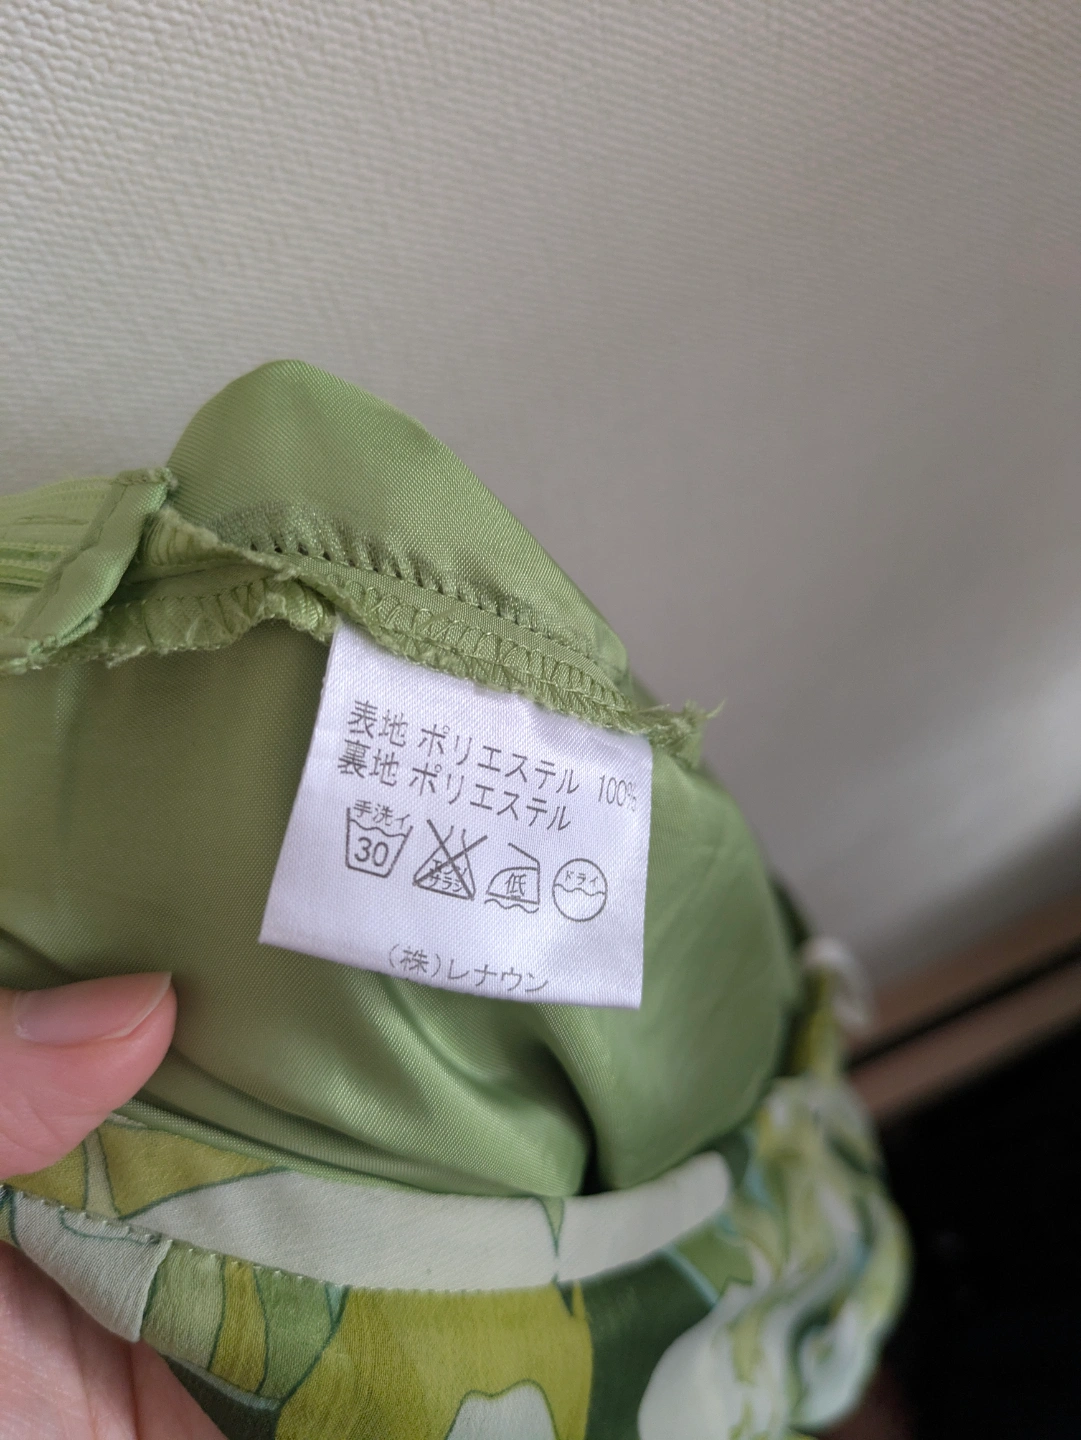 表地 ポリエステル 100%
裏地 ポリエステル
手洗イ
30
エンソ
サラシ
低
ドライ
(株)レナウン